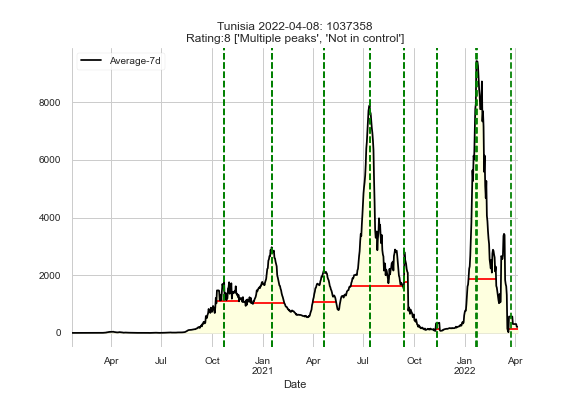 Tunisia 2022-04-08: 1037358
Rating:8 ['Multiple peaks', 'Not in control']
Average-7d
8000
6000
4000
2000
0
Apr
Jul
Oct
Jan
2021
Apr
Jul
Oct
Jan
2022
Apr
Date